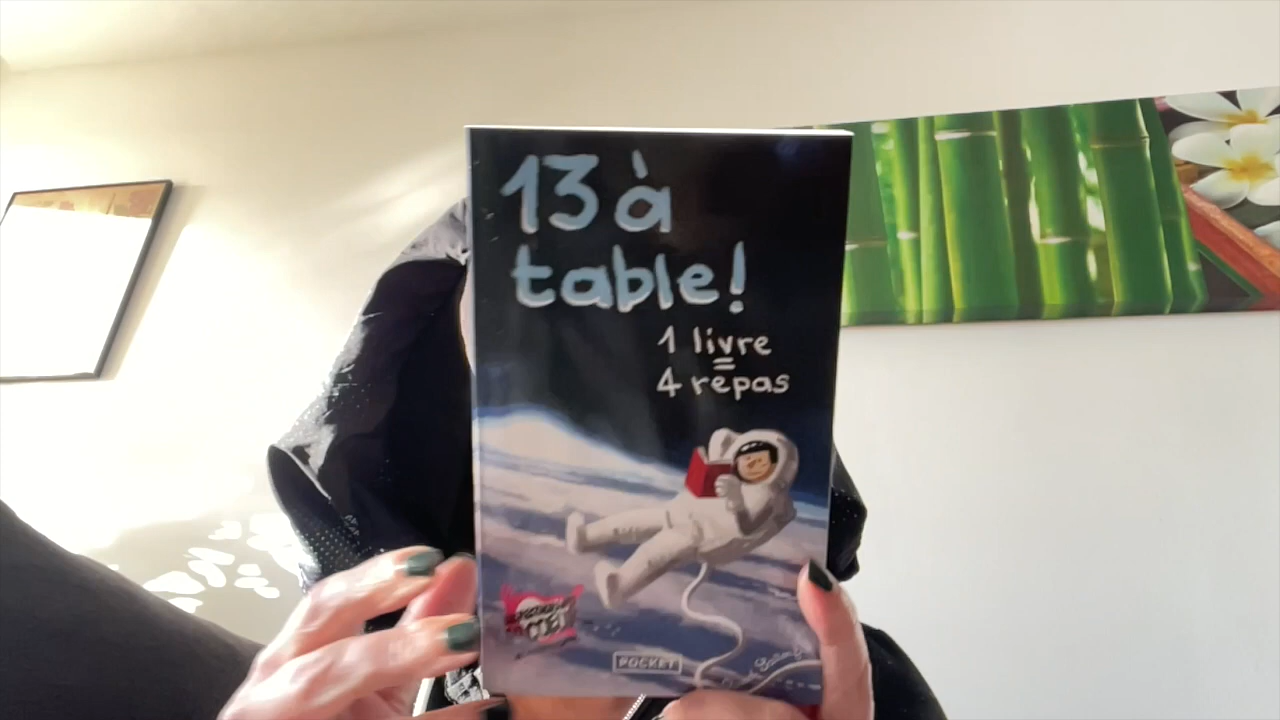 13 à
table!
1 livre
=
4 repas
POCKET